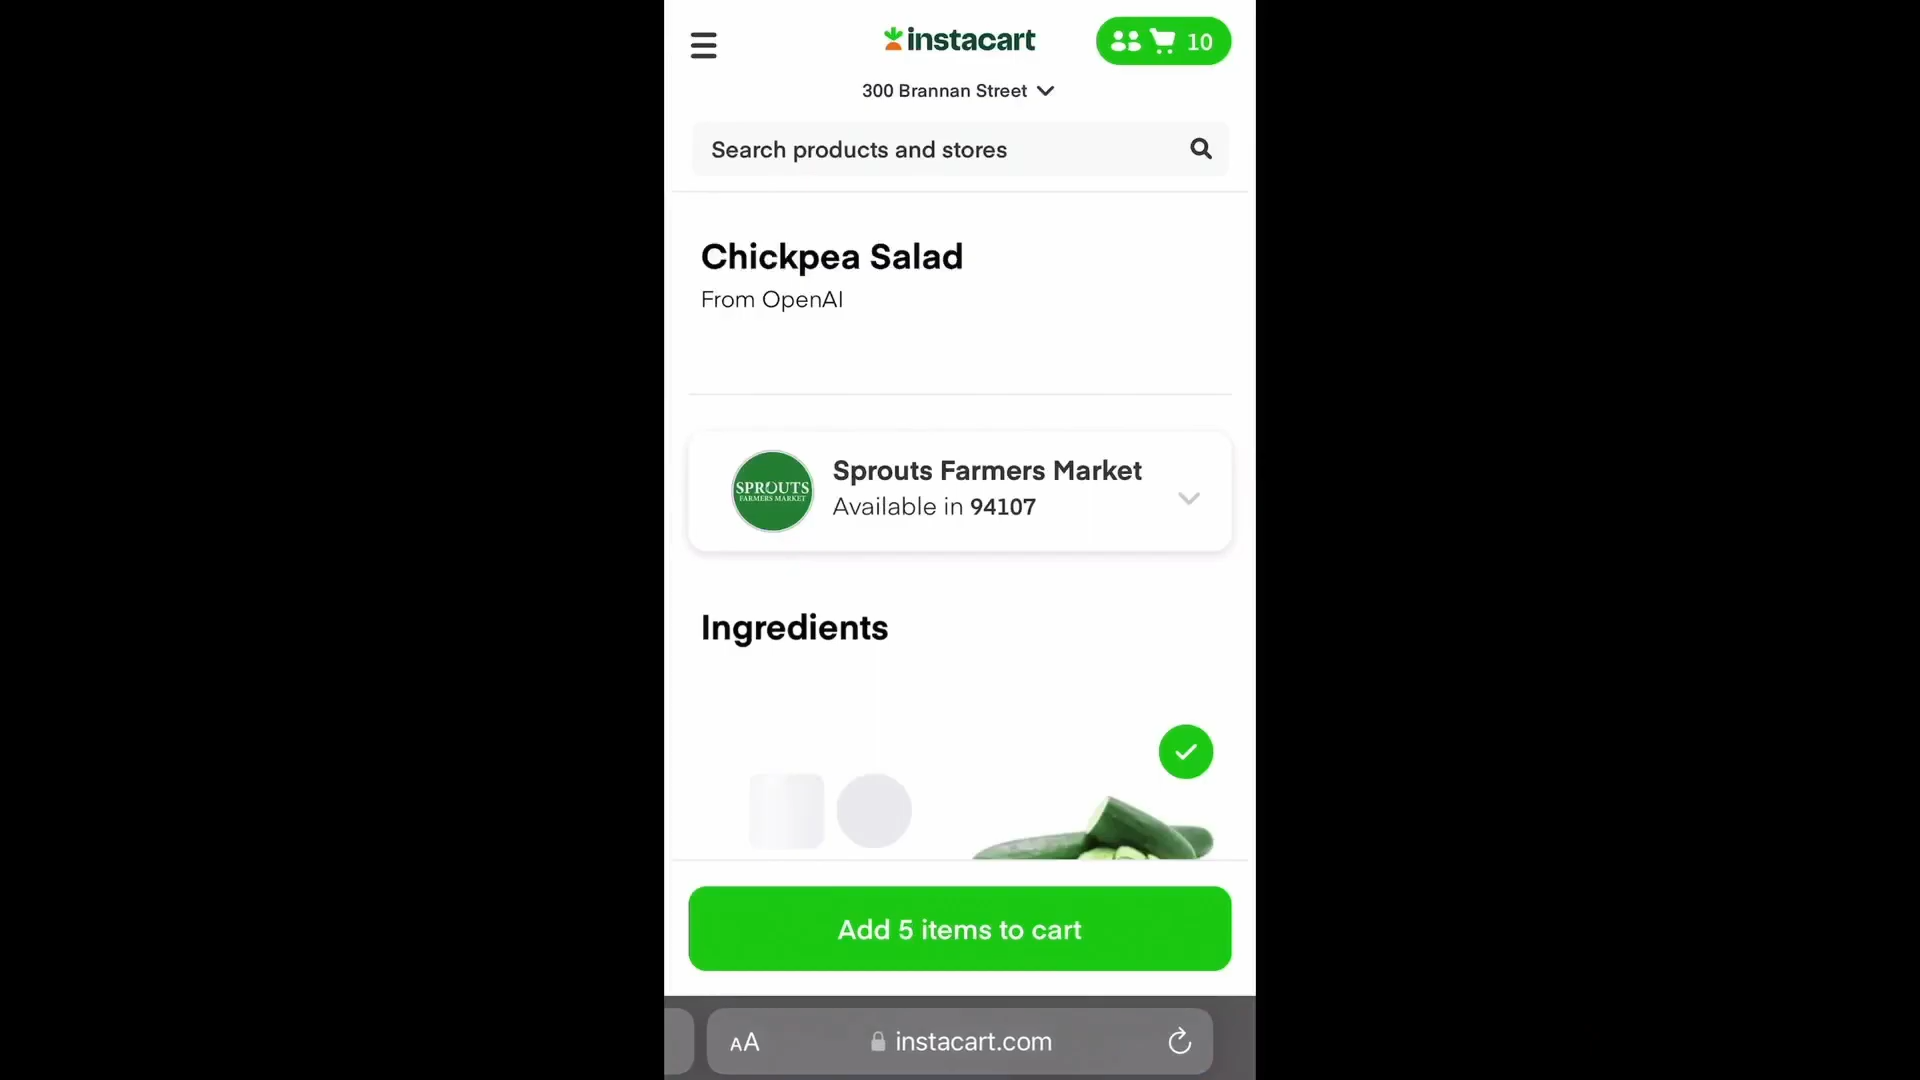 instacart
10
300 Brannan Street
Search products and stores
Chickpea Salad
From OpenAI
SPROUTS
FARMERS MARKET
Sprouts Farmers Market
Available in 94107
Ingredients
Add 5 items to cart
AA
instacart.com